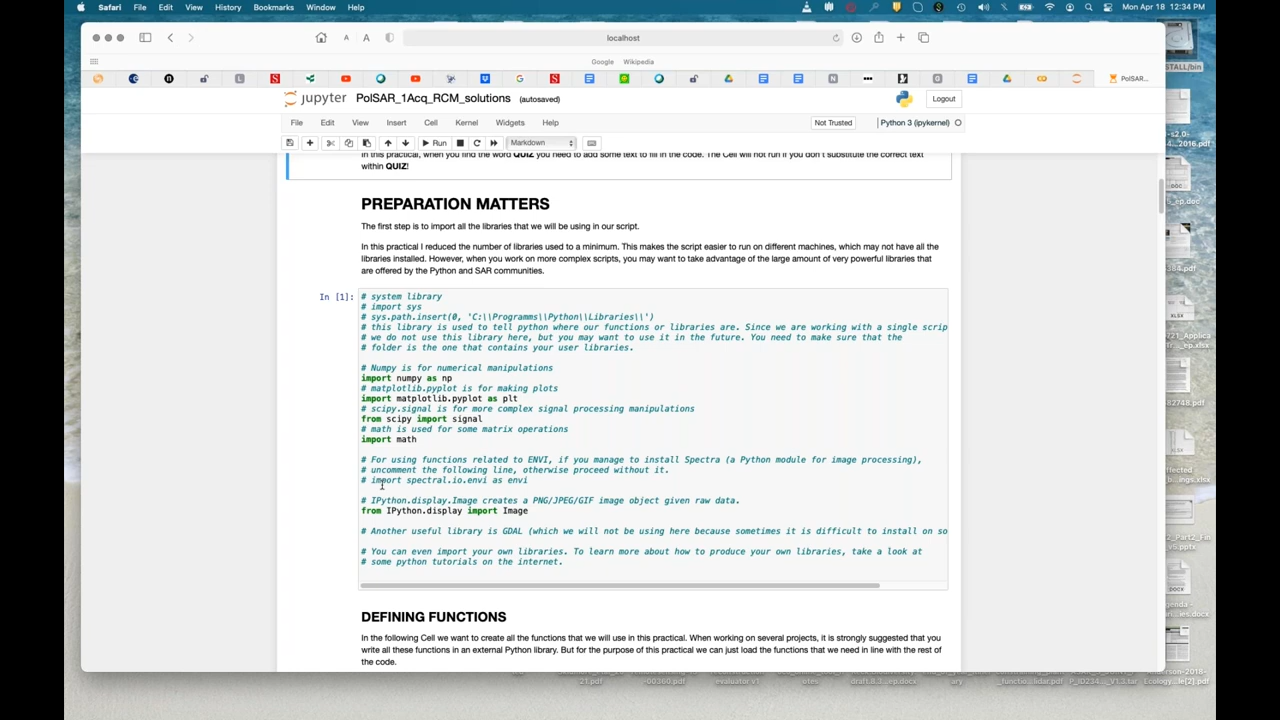 Safari File Edit View History Bookmarks Window Help Mon Apr 18 12:34 PM
A A localhost
Google Wikipedia
PolSAR...
jupyter PolSAR_1Acq_RCM_solutions (autosaved) Logout
File Edit View Insert Cell Kernel Widgets Help Not Trusted Python 3 (ipykernel)
Run Markdown
In this practical, when you find the word QUIZ you need to add some text to fill in the code. The Cell will not run if you don't substitute the correct text
within QUIZ!
PREPARATION MATTERS
The first step is to import all the libraries that we will be using in our script.
In this practical I reduced the number of libraries used to a minimum. This makes the script easier to run on different machines, which may not have all the
libraries installed. However, when you work on more complex scripts, you may want to take advantage of the large amount of very powerful libraries that
are offered by the Python and SAR communities.
In [1]:
# system library
# import sys
# sys.path.insert(0, 'C:\\Programms\\Python\\Libraries\\')
# this library is used to tell python where our functions or libraries are. Since we are working with a single scrip
# we do not use this library here, but you may want to use it in the future. You need to make sure that the
# folder is the one that contains your user libraries.
# Numpy is for numerical manipulations
import numpy as np
# matplotlib.pyplot is for making plots
import matplotlib.pyplot as plt
# scipy.signal is for more complex signal processing manipulations
from scipy import signal
# math is used for some matrix operations
import math
# For using functions related to ENVI, if you manage to install Spectra (a Python module for image processing),
# uncomment the following line, otherwise proceed without it.
# import spectral.io.envi as envi
# IPython.display.Image creates a PNG/JPEG/GIF image object given raw data.
from IPython.display import Image
# Another useful library is GDAL (which we will not be using here because sometimes it is difficult to install on so
# You can even import your own libraries. To learn more about how to produce your own libraries, take a look at
# some python tutorials on the internet.
DEFINING FUNCTIONS
In the following Cell we want to create all the functions that we will use in this practical. When working on several projects, it is strongly suggested that you
write all these functions in an external Python library. But for the purpose of this practical we can just load the functions that we need in line with the rest of
the code.